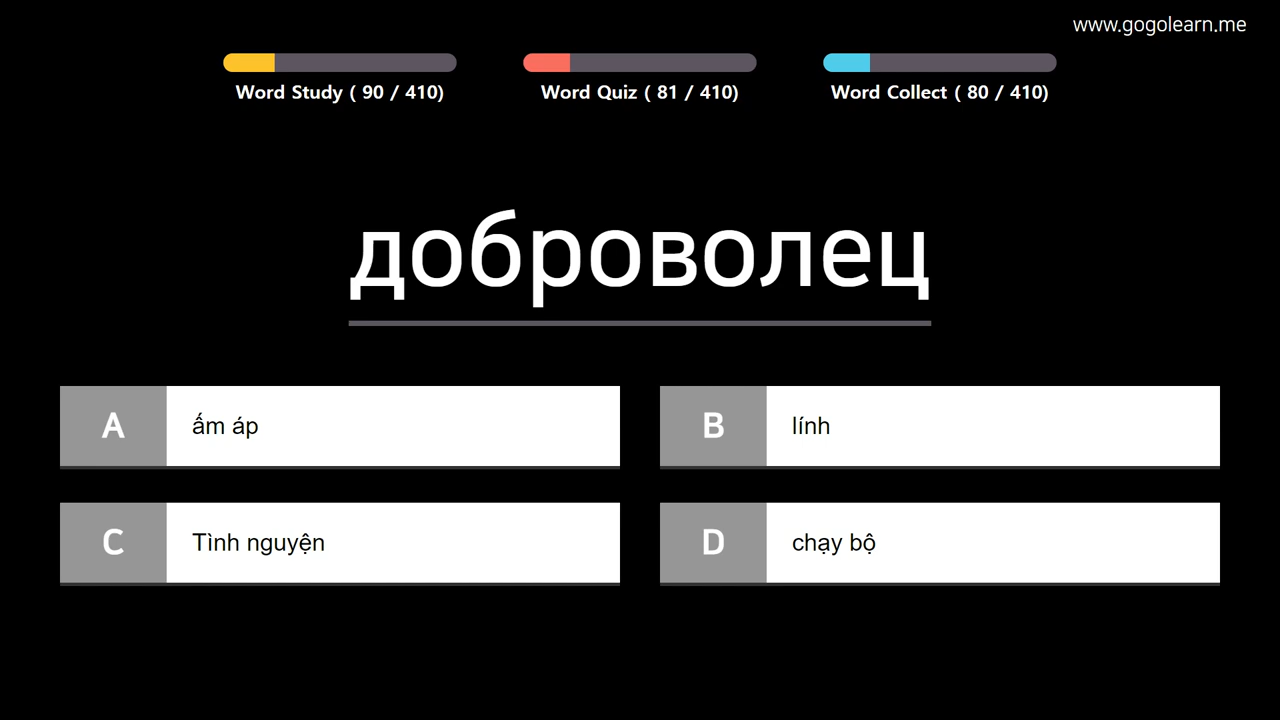 www.gogolearn.me
Word Study ( 90 / 410)
Word Quiz ( 81 / 410)
Word Collect ( 80 / 410)
доброволец
A ấm áp
B lính
C Tình nguyện
D chạy bộ